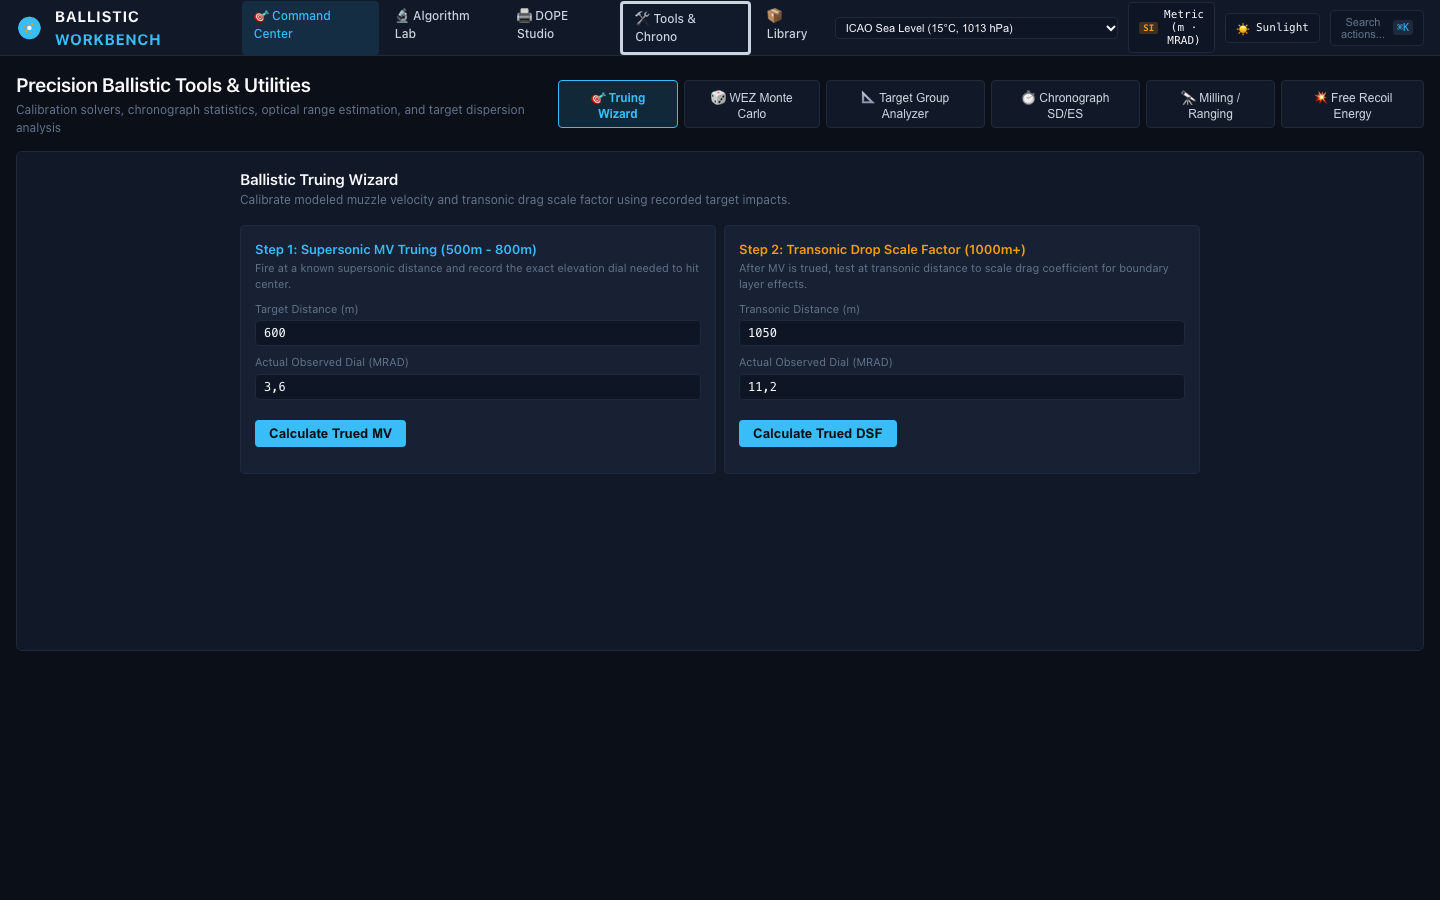 BALLISTIC
WORKBENCH
🎯 Command
Center
🔬 Algorithm
Lab
🖨️ DOPE
Studio
🛠️ Tools &
Chrono
📦
Library
ICAO Sea Level (15°C, 1013 hPa)
SI
Metric
(m ·
MRAD)
☀️ Sunlight
Search
actions...
⌘K
Precision Ballistic Tools & Utilities
Calibration solvers, chronograph statistics, optical range estimation, and target dispersion
analysis
🎯 Truing
Wizard
🎲 WEZ Monte
Carlo
📐 Target Group
Analyzer
⏱️ Chronograph
SD/ES
🔭 Milling /
Ranging
💥 Free Recoil
Energy
Ballistic Truing Wizard
Calibrate modeled muzzle velocity and transonic drag scale factor using recorded target impacts.
Step 1: Supersonic MV Truing (500m - 800m)
Fire at a known supersonic distance and record the exact elevation dial needed to hit
center.
Target Distance (m)
600
Actual Observed Dial (MRAD)
3,6
Calculate Trued MV
Step 2: Transonic Drop Scale Factor (1000m+)
After MV is trued, test at transonic distance to scale drag coefficient for boundary
layer effects.
Transonic Distance (m)
1050
Actual Observed Dial (MRAD)
11,2
Calculate Trued DSF